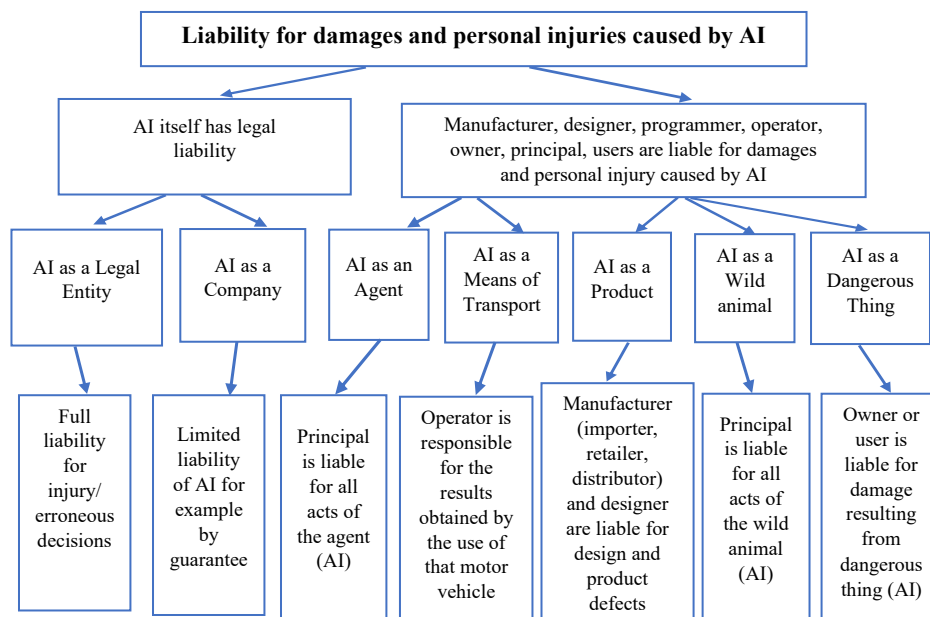 Liability for damages and personal injuries caused by AI
AI itself has legal
liability
Manufacturer, designer, programmer, operator,
owner, principal, users are liable for damages
and personal injury caused by AI
AI as a Legal
Entity
AI as a
Company
AI as an
Agent
AI as a
Means of
Transport
AI as a
Product
AI as a
Wild
animal
AI as a
Dangerous
Thing
Full
liability
for
injury/
erroneous
decisions
Limited
liability
of AI for
example by
guarantee
Principal
is liable
for all
acts of
the agent
(AI)
Operator is
responsible
for the
results
obtained by
the use of
that motor
vehicle
Manufacturer
(importer,
retailer,
distributor)
and designer
are liable for
design and
product
defects
Principal
is liable
for all
acts of
the wild
animal
(AI)
Owner or
user is
liable for
damage
resulting
from
dangerous
thing (AI)